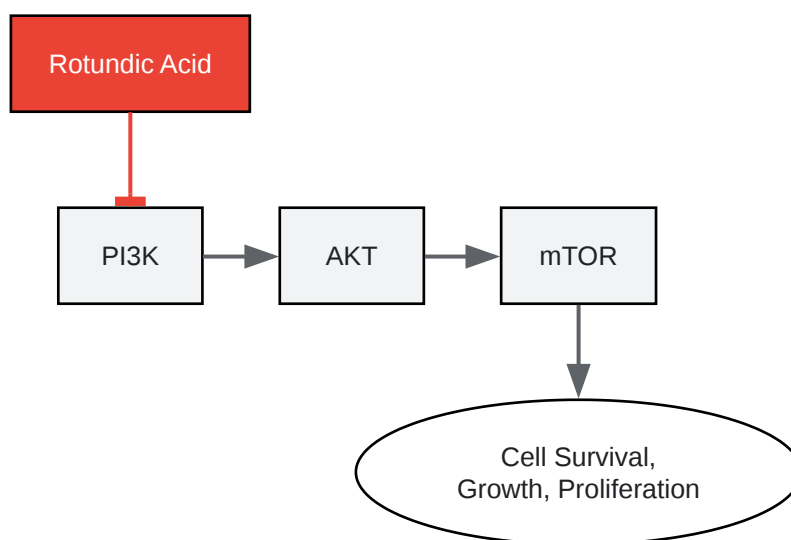 Rotundic Acid
PI3K
AKT
mTOR
Cell Survival,
Growth, Proliferation